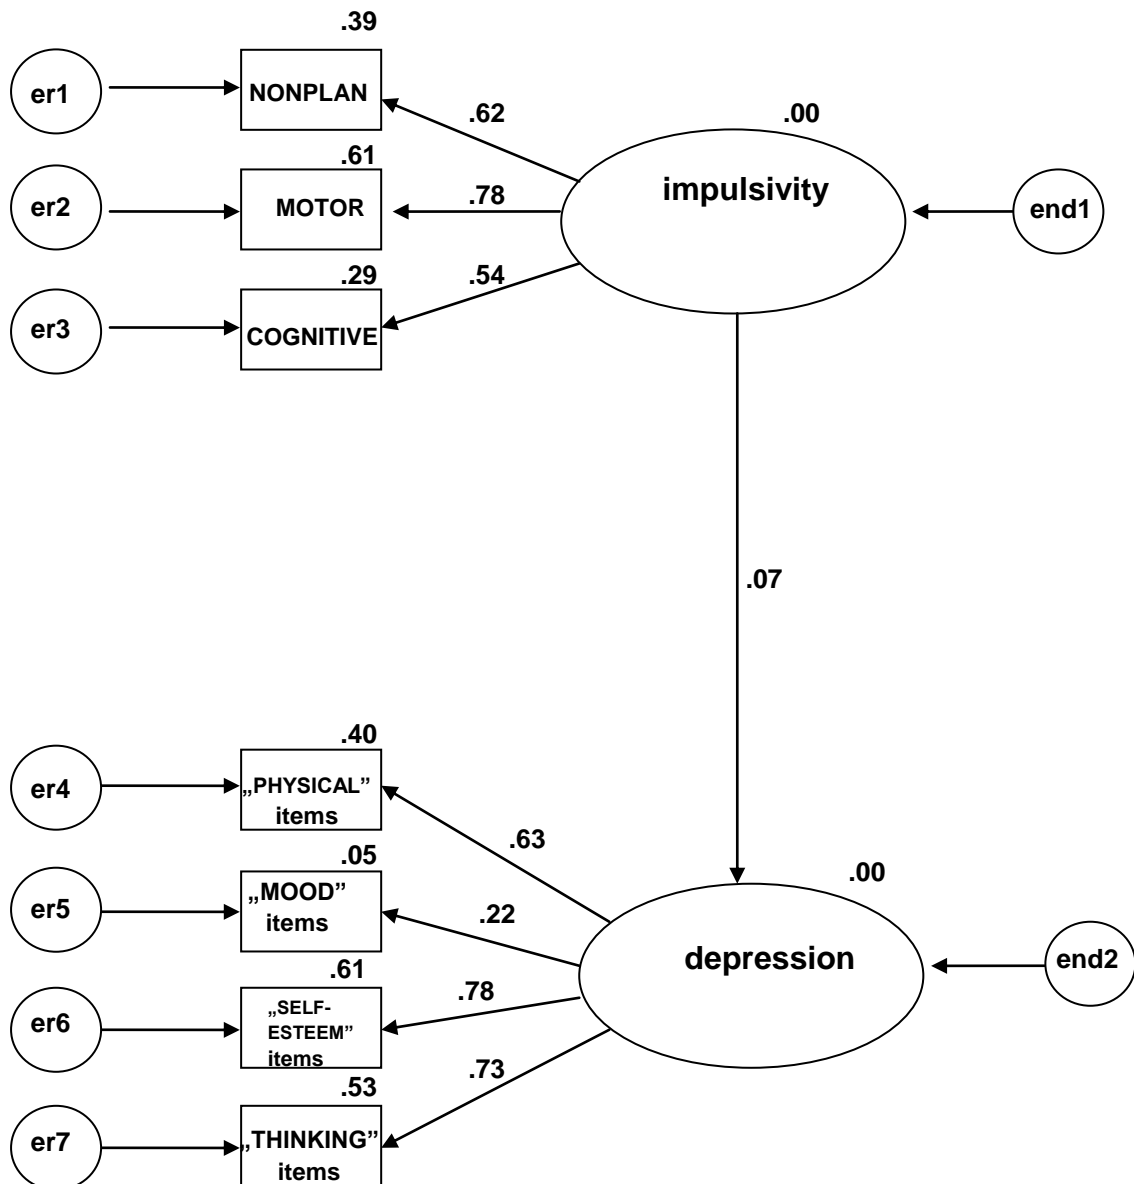 .39
er1
NONPLAN
.62
.00
.61
impulsivity
er2
MOTOR
.78
end1
.29
.54
er3
COGNITIVE
.07
.40
er4
„PHYSICAL”
items
.63
.05
.00
er5
„MOOD”
items
.22
depression
end2
.61
er6
„SELF-
ESTEEM”
items
.78
.53
.73
er7
„THINKING”
items